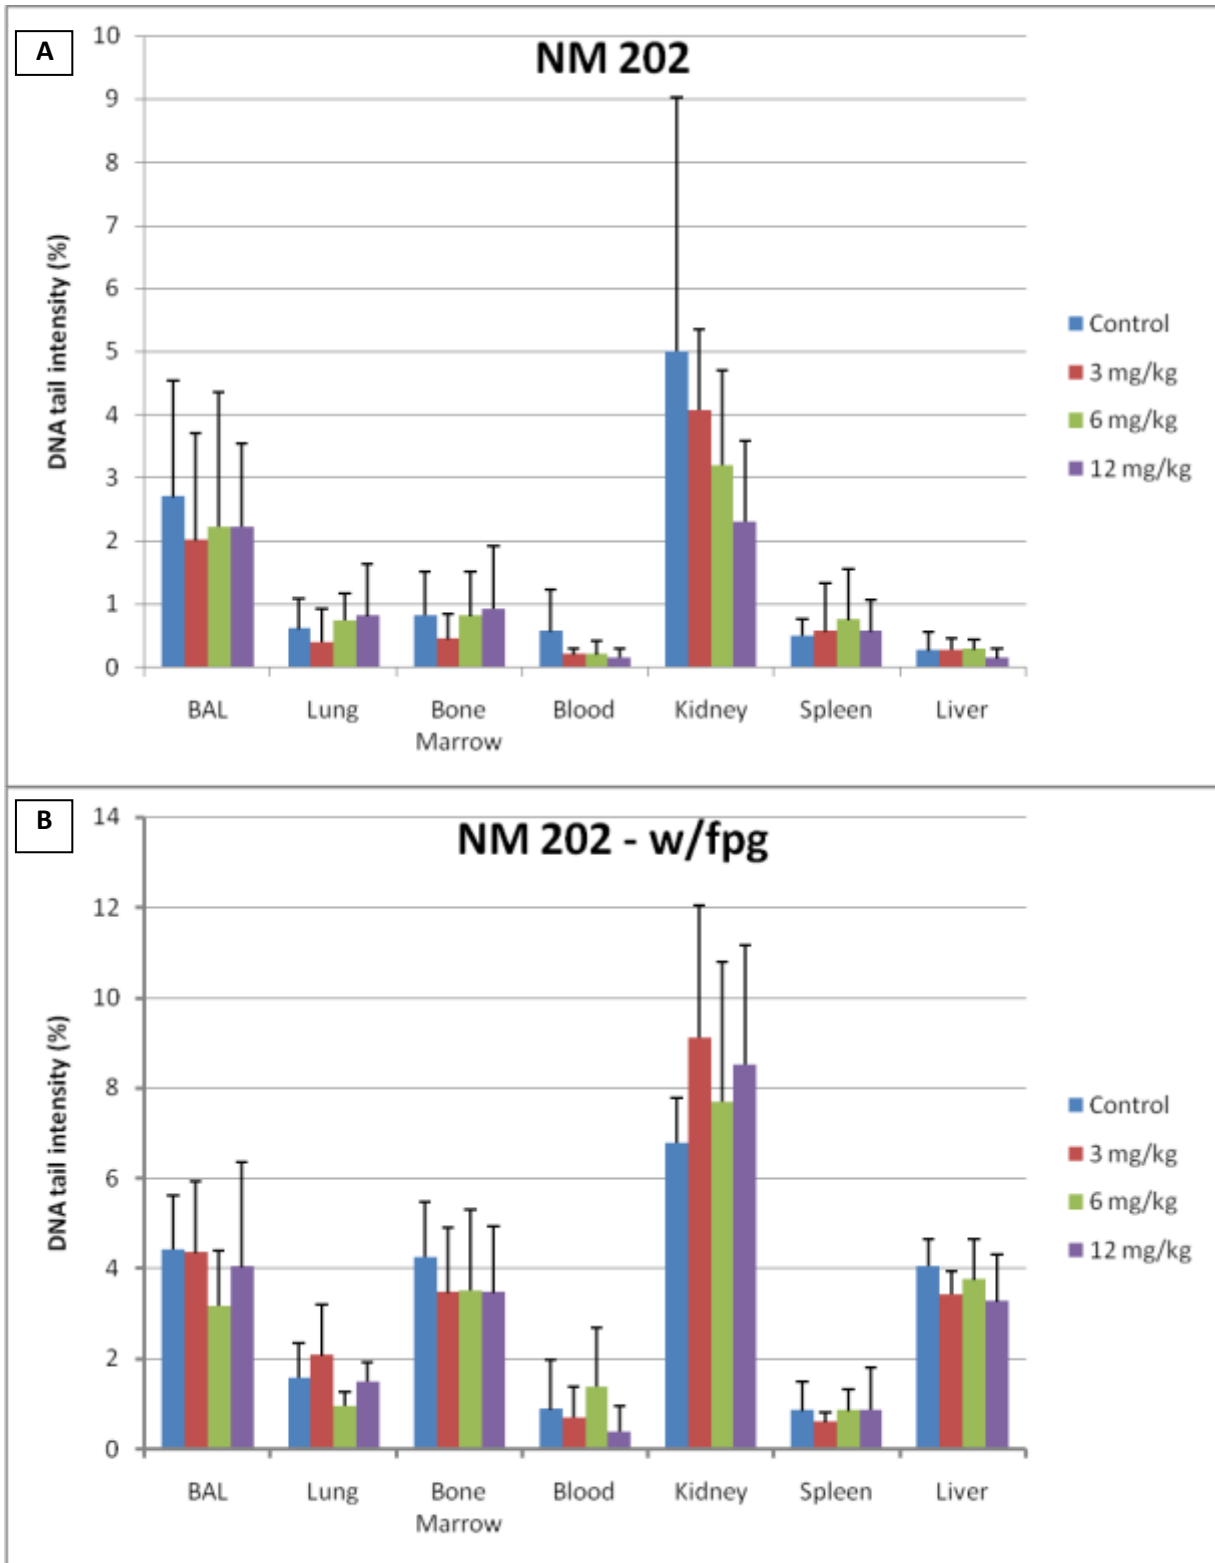 A
NM 202
10
9
8
7
6
5
4
3
2
1
0
DNA tail intensity (%)
BAL Lung Bone Blood Kidney Spleen Liver
Marrow
Control
3 mg/kg
6 mg/kg
12 mg/kg
B
NM 202 - w/fpg
14
12
10
8
6
4
2
0
DNA tail intensity (%)
BAL Lung Bone Blood Kidney Spleen Liver
Marrow
Control
3 mg/kg
6 mg/kg
12 mg/kg